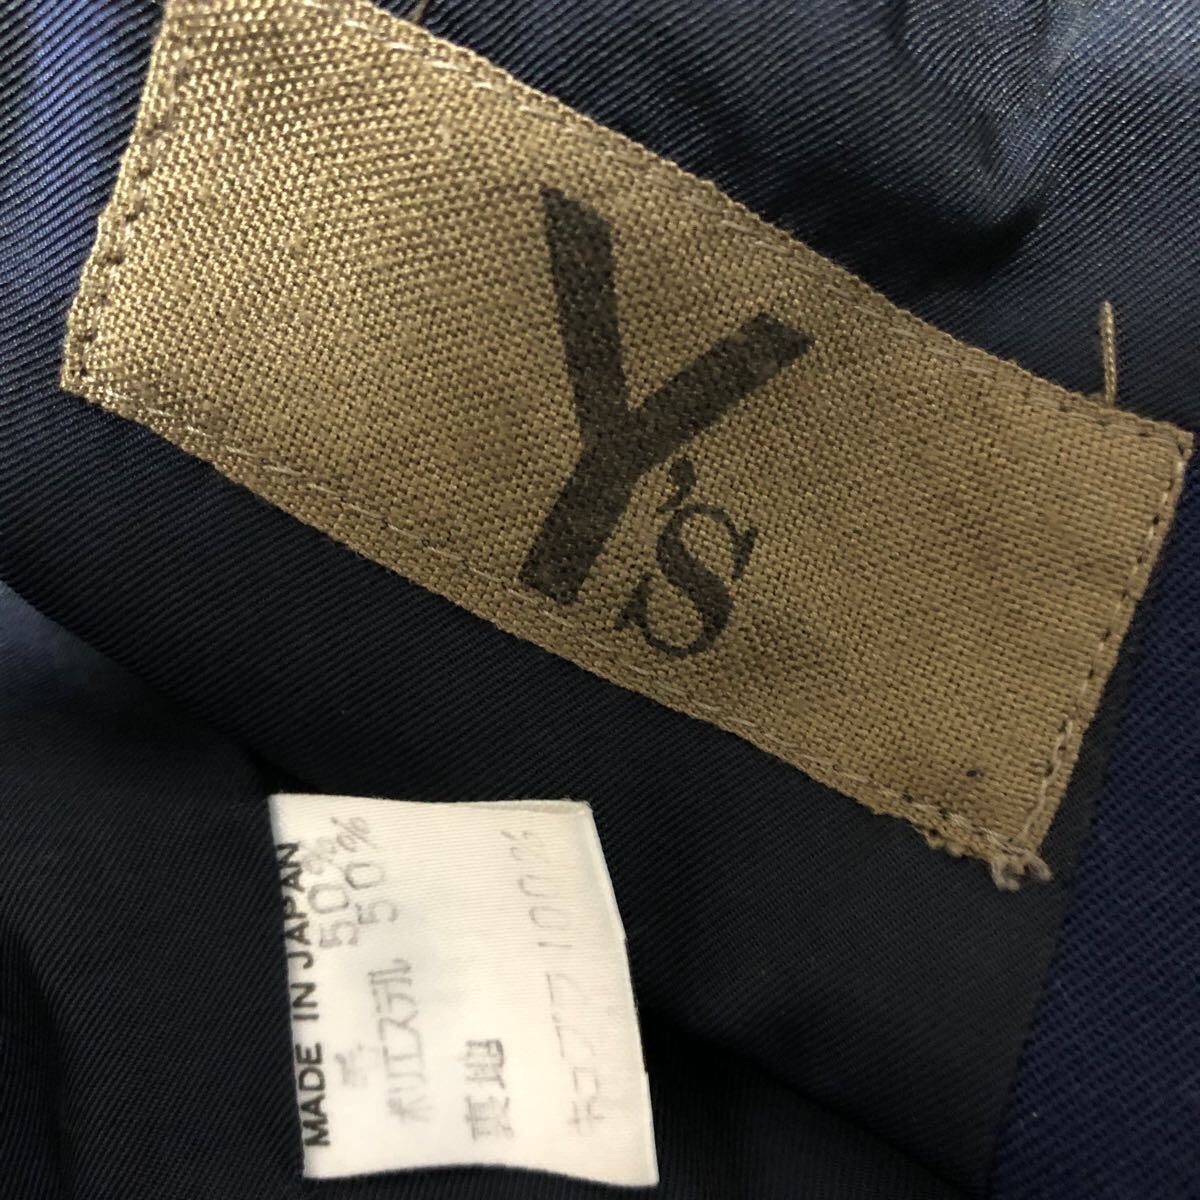 Y's
MADE IN JAPAN
毛 50%
ポリエステル 50%
裏地
キュプラ 100%